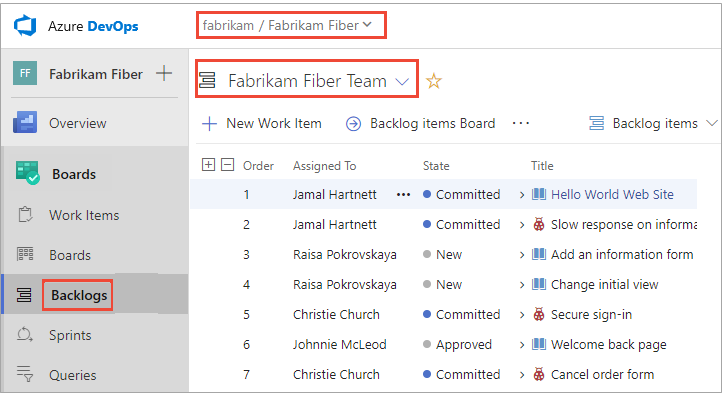 Azure DevOps
fabrikam / Fabrikam Fiber
FF Fabrikam Fiber
Fabrikam Fiber Team
Overview
New Work Item Backlog items Board ... Backlog items
Boards
Order Assigned To State Title
1 Jamal Hartnett ... Committed Hello World Web Site
Work Items
2 Jamal Hartnett Committed Slow response on informa
Boards
3 Raisa Pokrovskaya New Add an information form
Backlogs
4 Raisa Pokrovskaya New Change initial view
5 Christie Church Committed Secure sign-in
Sprints
6 Johnnie McLeod Approved Welcome back page
Queries
7 Christie Church Committed Cancel order form